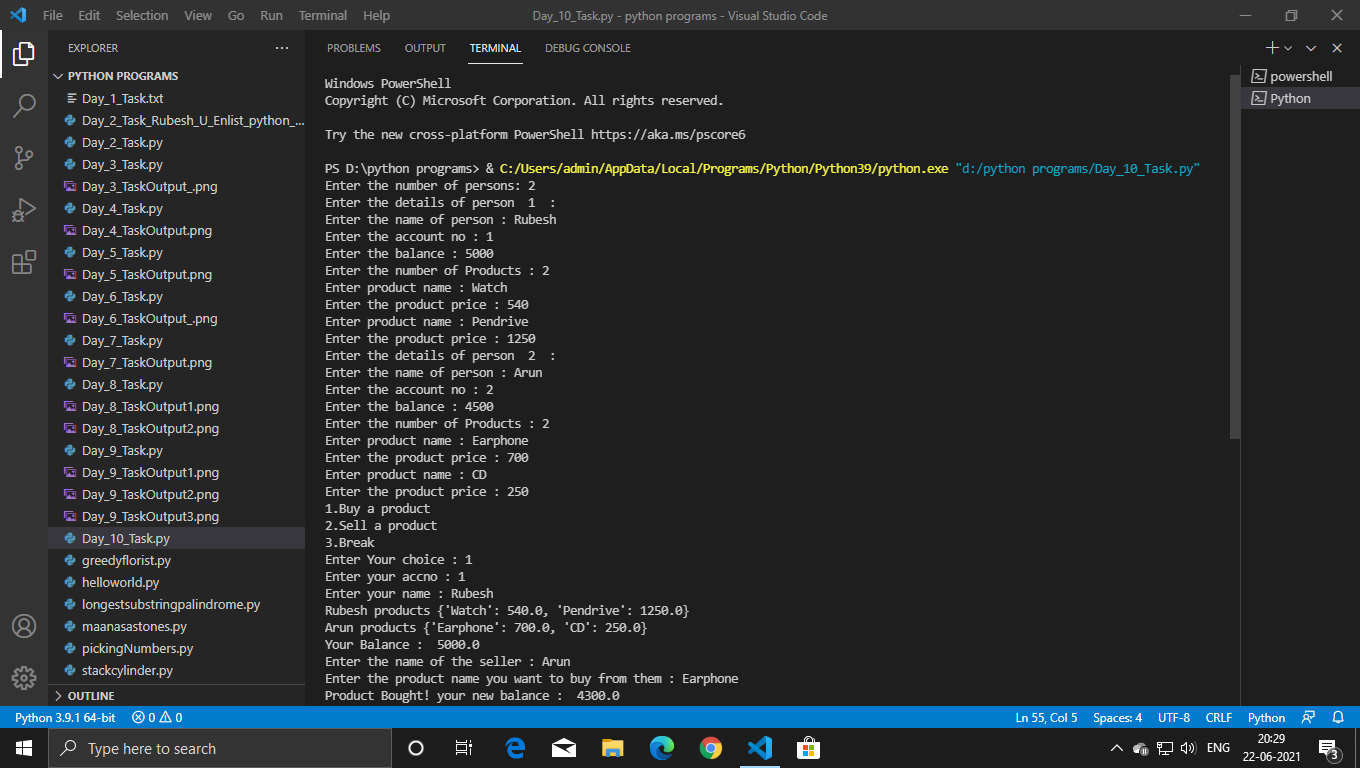 File Edit Selection View Go Run Terminal Help Day_10_Task.py - python programs - Visual Studio Code
EXPLORER
PYTHON PROGRAMS
Day_1_Task.txt
Day_2_Task_Rubesh_U_Enlist_python_...
Day_2_Task.py
Day_3_Task.py
Day_3_TaskOutput_.png
Day_4_Task.py
Day_4_TaskOutput.png
Day_5_Task.py
Day_5_TaskOutput.png
Day_6_Task.py
Day_6_TaskOutput_.png
Day_7_Task.py
Day_7_TaskOutput.png
Day_8_Task.py
Day_8_TaskOutput1.png
Day_8_TaskOutput2.png
Day_9_Task.py
Day_9_TaskOutput1.png
Day_9_TaskOutput2.png
Day_9_TaskOutput3.png
Day_10_Task.py
greedyflorist.py
helloworld.py
longestsubstringpalindrome.py
maanasastones.py
pickingNumbers.py
stackcylinder.py
OUTLINE
PROBLEMS OUTPUT TERMINAL DEBUG CONSOLE
Windows PowerShell
Copyright (C) Microsoft Corporation. All rights reserved.
Try the new cross-platform PowerShell https://aka.ms/pscore6
PS D:\python programs> & C:/Users/admin/AppData/Local/Programs/Python/Python39/python.exe "d:/python programs/Day_10_Task.py"
Enter the number of persons: 2
Enter the details of person  1  :
Enter the name of person : Rubesh
Enter the account no : 1
Enter the balance : 5000
Enter the number of Products : 2
Enter product name : Watch
Enter the product price : 540
Enter product name : Pendrive
Enter the product price : 1250
Enter the details of person  2  :
Enter the name of person : Arun
Enter the account no : 2
Enter the balance : 4500
Enter the number of Products : 2
Enter product name : Earphone
Enter the product price : 700
Enter product name : CD
Enter the product price : 250
1.Buy a product
2.Sell a product
3.Break
Enter Your choice : 1
Enter your accno : 1
Enter your name : Rubesh
Rubesh products {'Watch': 540.0, 'Pendrive': 1250.0}
Arun products {'Earphone': 700.0, 'CD': 250.0}
Your Balance :  5000.0
Enter the name of the seller : Arun
Enter the product name you want to buy from them : Earphone
Product Bought! your new balance :  4300.0
powershell
Python
Python 3.9.1 64-bit 0 0 Ln 55, Col 5 Spaces: 4 UTF-8 CRLF Python
Type here to search
ENG
20:29
22-06-2021
3